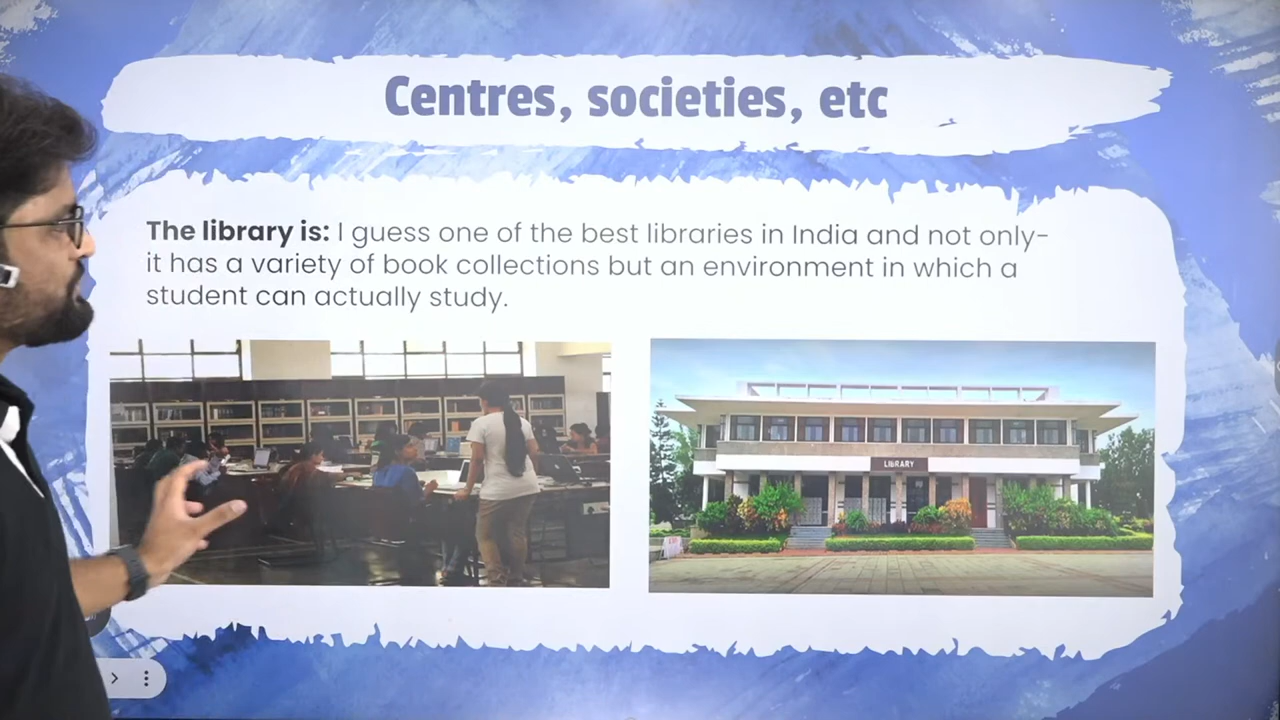 Centres, societies, etc
The library is: I guess one of the best libraries in India and not only-
it has a variety of book collections but an environment in which a
student can actually study.
LIBRARY